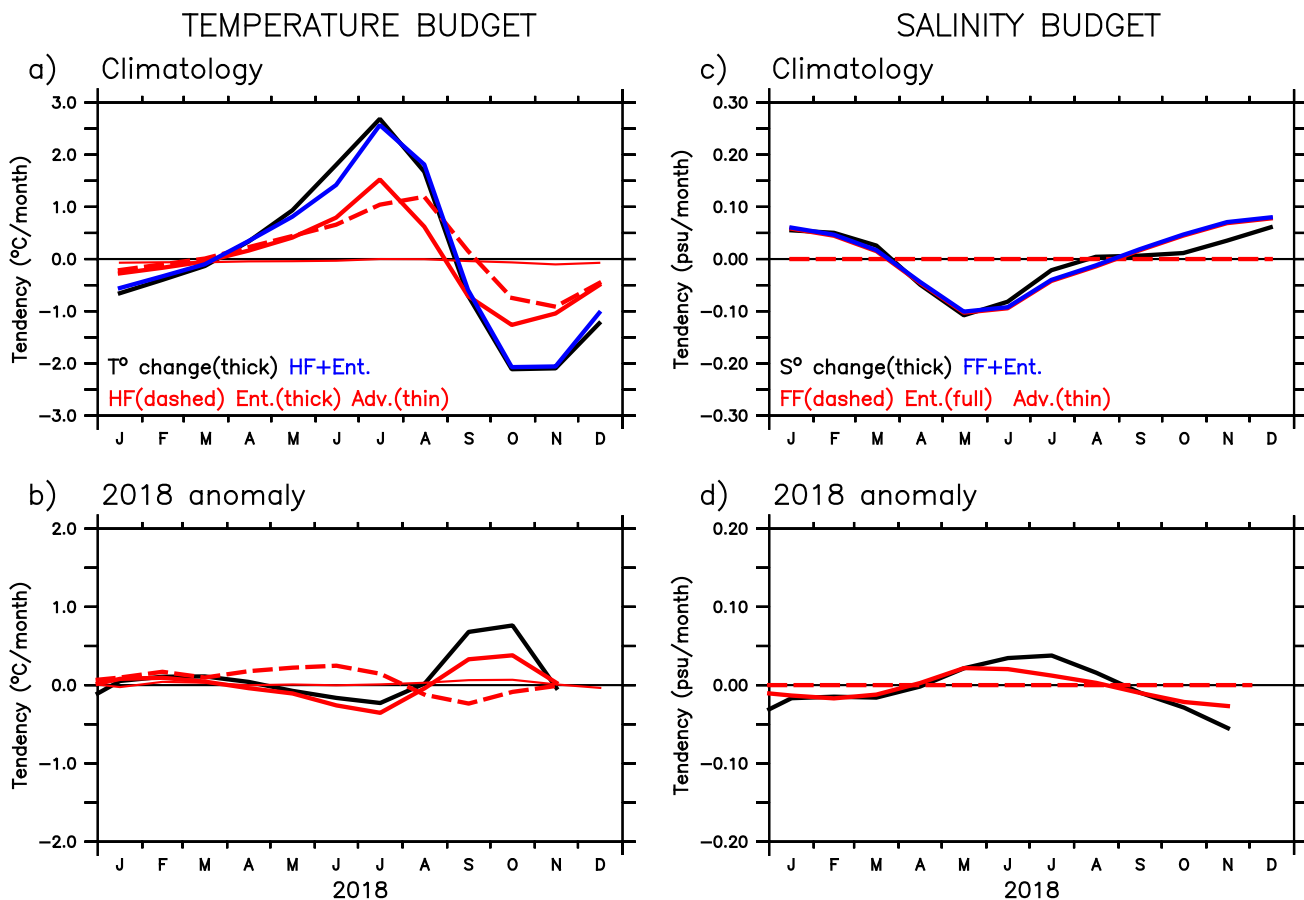 TEMPERATURE BUDGET
SALINITY BUDGET
a) Climatology
3.0
2.0
1.0
0.0
−1.0
−2.0
−3.0
Tendency (ºC/month)
Tº change(thick) HF+Ent.
HF(dashed) Ent.(thick) Adv.(thin)
J F M A M J J A S O N D
c) Climatology
0.30
0.20
0.10
0.00
−0.10
−0.20
−0.30
Tendency (psu/month)
Sº change(thick) FF+Ent.
FF(dashed) Ent.(full) Adv.(thin)
J F M A M J J A S O N D
b) 2018 anomaly
2.0
1.0
0.0
−1.0
−2.0
Tendency (ºC/month)
J F M A M J J A S O N D
2018
d) 2018 anomaly
0.20
0.10
0.00
−0.10
−0.20
Tendency (psu/month)
J F M A M J J A S O N D
2018